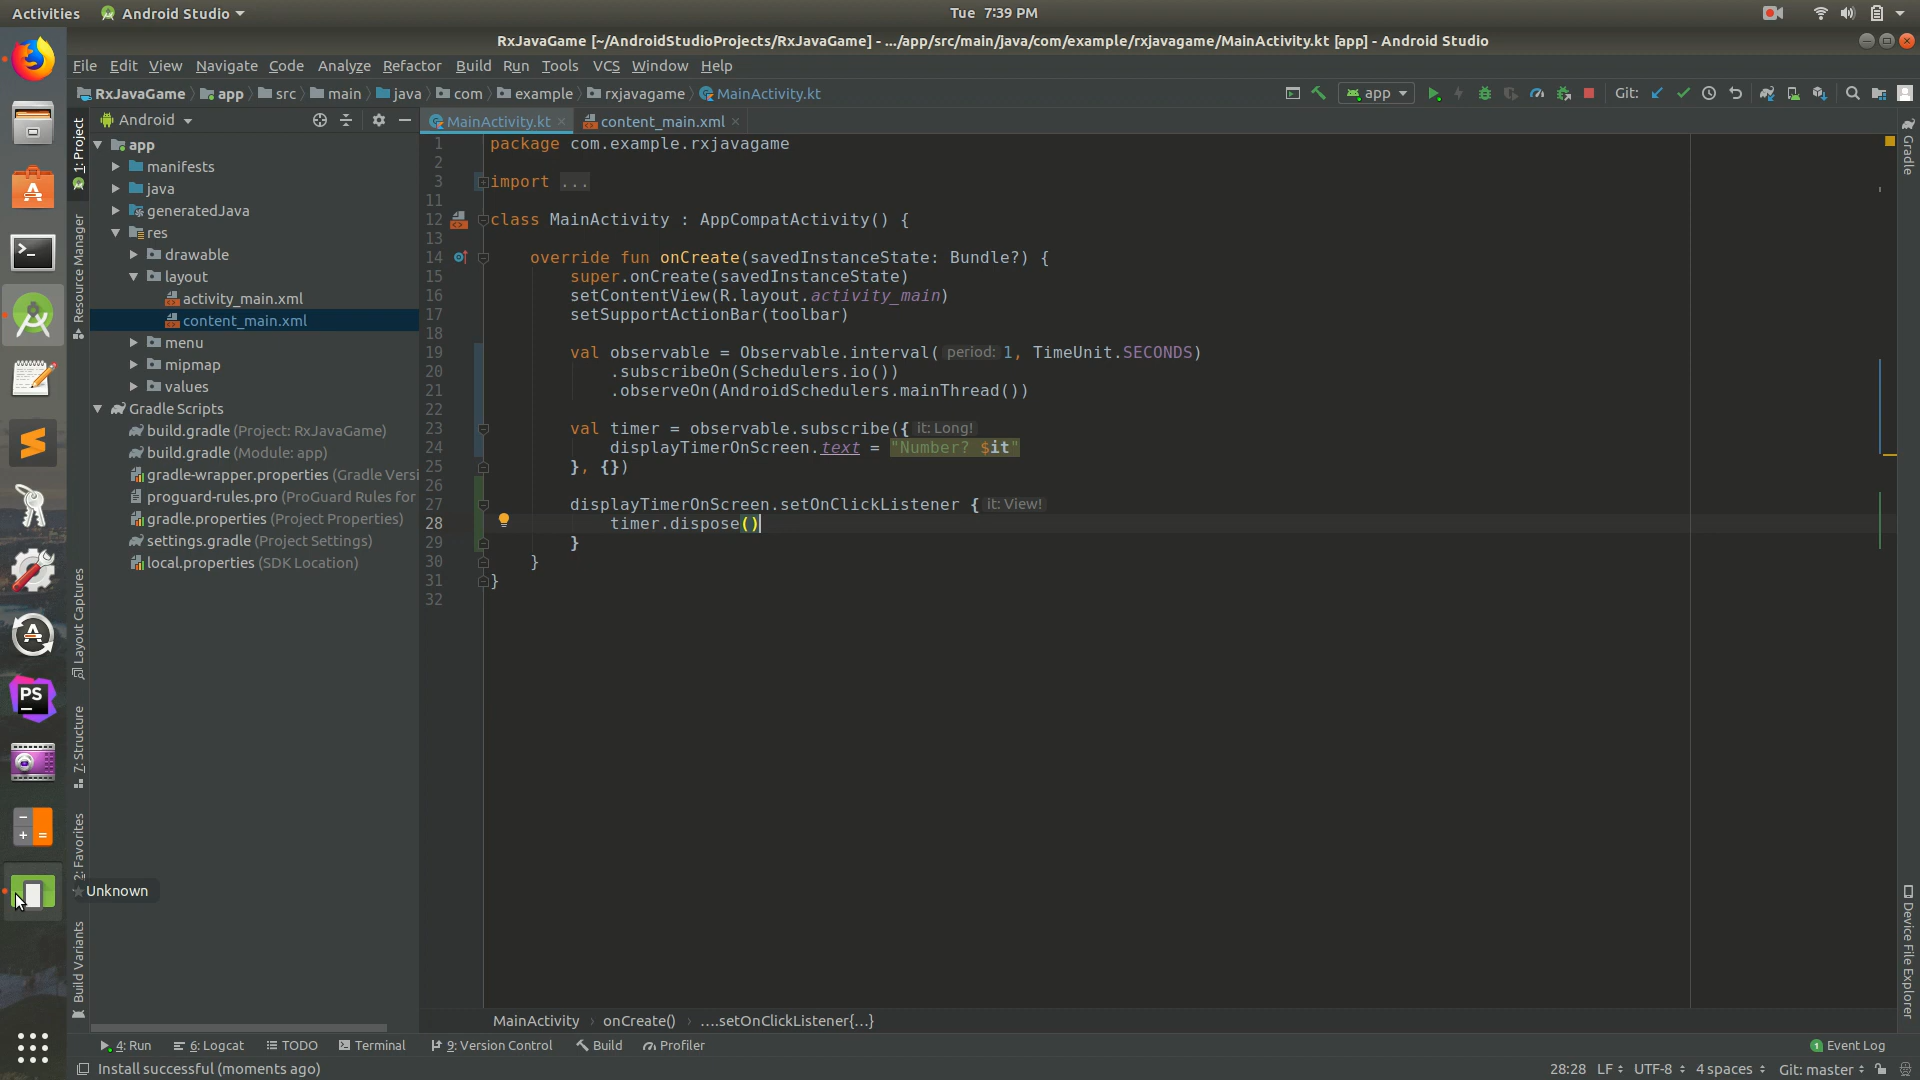 Activities Android Studio Tue 7:39 PM
RxJavaGame [~/AndroidStudioProjects/RxJavaGame] - .../app/src/main/java/com/example/rxjavagame/MainActivity.kt [app] - Android Studio
File Edit View Navigate Code Analyze Refactor Build Run Tools VCS Window Help
RxJavaGame app src main java com example rxjavagame MainActivity.kt app Git:
Android
MainActivity.kt content_main.xml
1: Project
Resource Manager
Layout Captures
7: Structure
2: Favorites
Build Variants
app
manifests
java
generatedJava
res
drawable
layout
activity_main.xml
content_main.xml
menu
mipmap
values
Gradle Scripts
build.gradle (Project: RxJavaGame)
build.gradle (Module: app)
gradle-wrapper.properties (Gradle Versi
proguard-rules.pro (ProGuard Rules for
gradle.properties (Project Properties)
settings.gradle (Project Settings)
local.properties (SDK Location)
PS
Unknown
1 package com.example.rxjavagame
2
3 import ...
11
12 class MainActivity : AppCompatActivity() {
13
14 override fun onCreate(savedInstanceState: Bundle?) {
15 super.onCreate(savedInstanceState)
16 setContentView(R.layout.activity_main)
17 setSupportActionBar(toolbar)
18
19 val observable = Observable.interval( period: 1, TimeUnit.SECONDS)
20 .subscribeOn(Schedulers.io())
21 .observeOn(AndroidSchedulers.mainThread())
22
23 val timer = observable.subscribe({ it: Long!
24 displayTimerOnScreen.text = "Number? $it"
25 }, {})
26
27 displayTimerOnScreen.setOnClickListener { it: View!
28 timer.dispose()
29 }
30 }
31 }
32
Gradle
Device File Explorer
MainActivity onCreate() ....setOnClickListener{...}
4: Run 6: Logcat TODO Terminal 9: Version Control Build Profiler 1 Event Log
Install successful (moments ago) 28:28 LF UTF-8 4 spaces Git: master